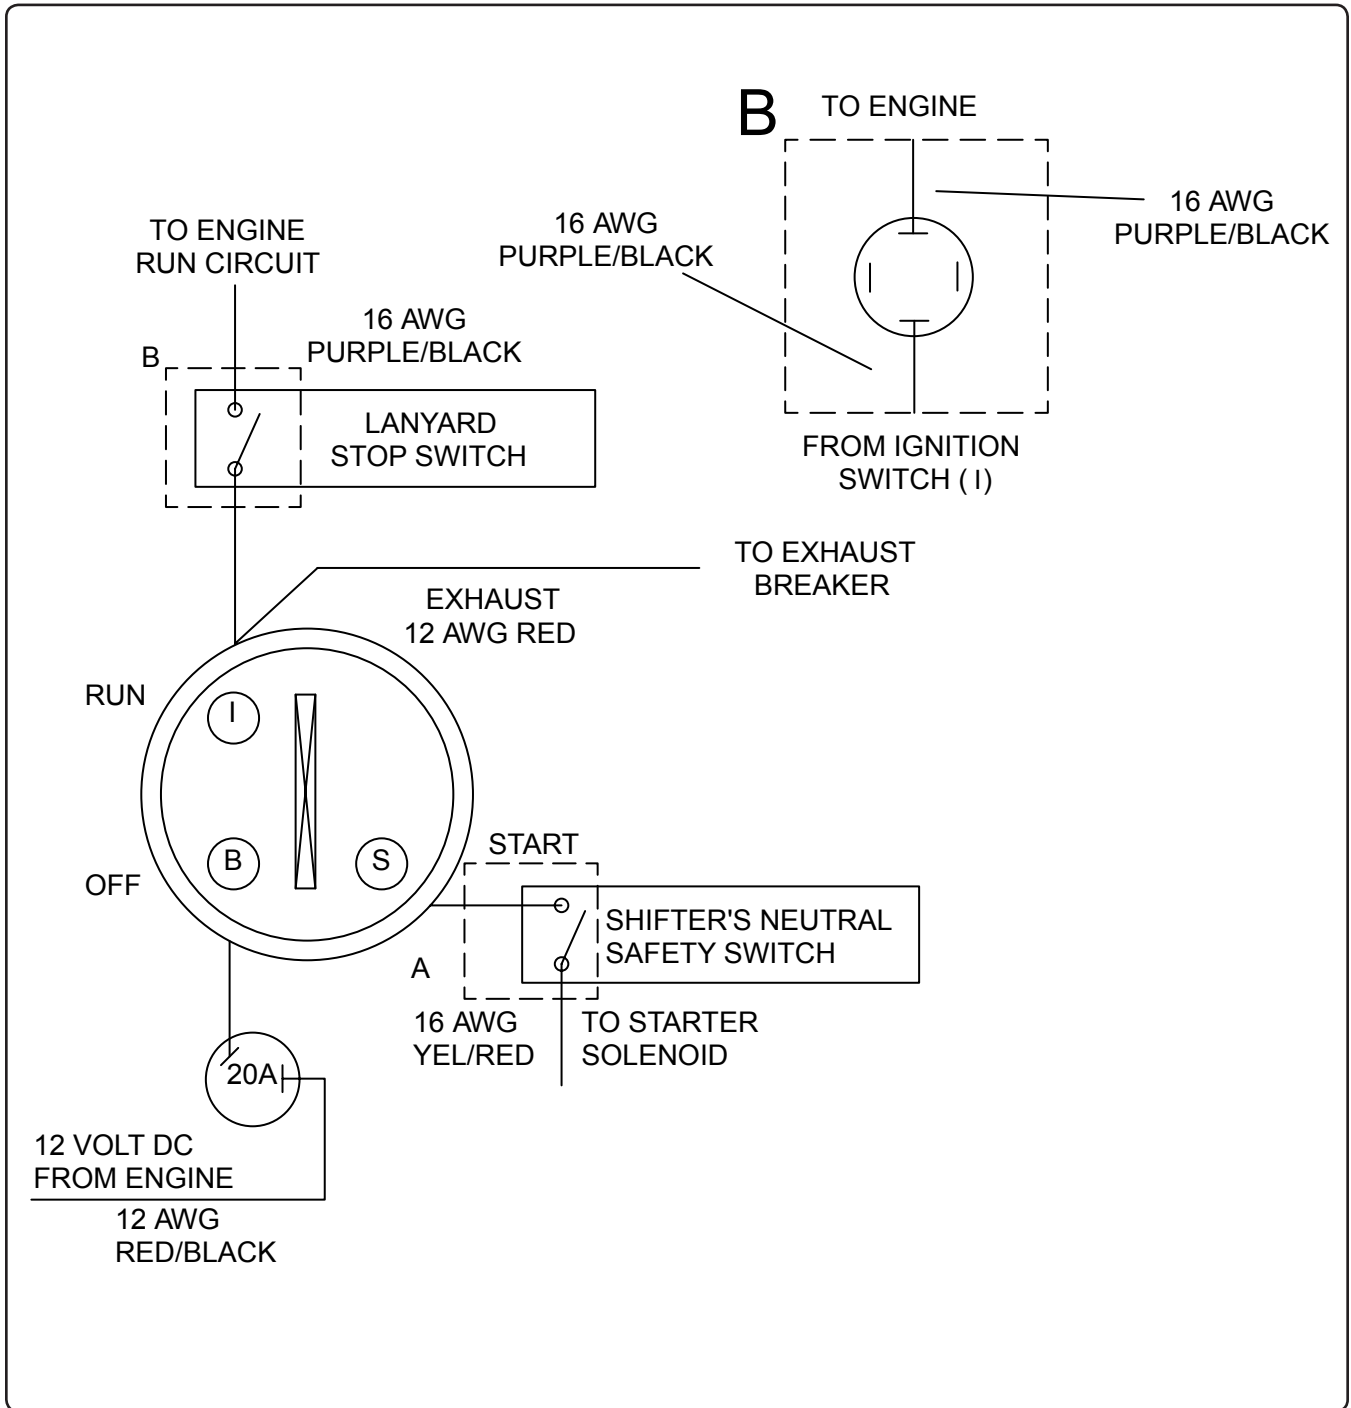 B
TO ENGINE
16 AWG
PURPLE/BLACK
16 AWG
PURPLE/BLACK
FROM IGNITION
SWITCH ( I )
TO ENGINE
RUN CIRCUIT
16 AWG
PURPLE/BLACK
B
LANYARD
STOP SWITCH
TO EXHAUST
BREAKER
EXHAUST
12 AWG RED
RUN
I
B
S
OFF
START
SHIFTER'S NEUTRAL
SAFETY SWITCH
A
16 AWG
YEL/RED
TO STARTER
SOLENOID
20A
12 VOLT DC
FROM ENGINE
12 AWG
RED/BLACK